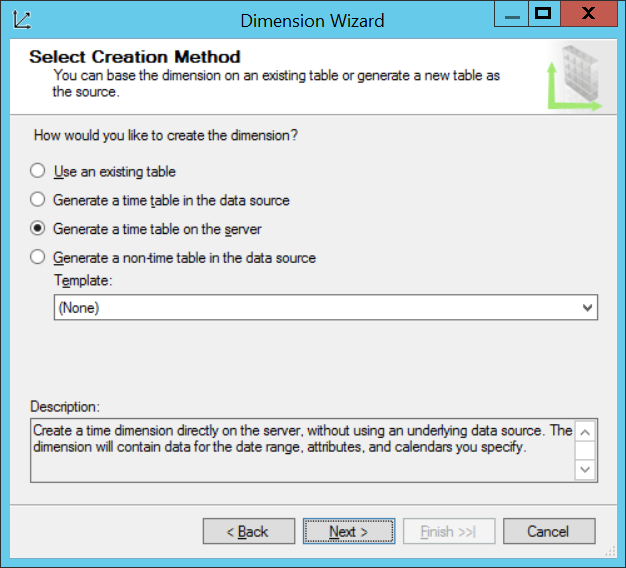 Dimension Wizard
Select Creation Method
You can base the dimension on an existing table or generate a new table as
the source.
How would you like to create the dimension?
Use an existing table
Generate a time table in the data source
Generate a time table on the server
Generate a non-time table in the data source
Template:
(None)
Description:
Create a time dimension directly on the server, without using an underlying data source. The
dimension will contain data for the date range, attributes, and calendars you specify.
< Back
Next >
Finish >>|
Cancel